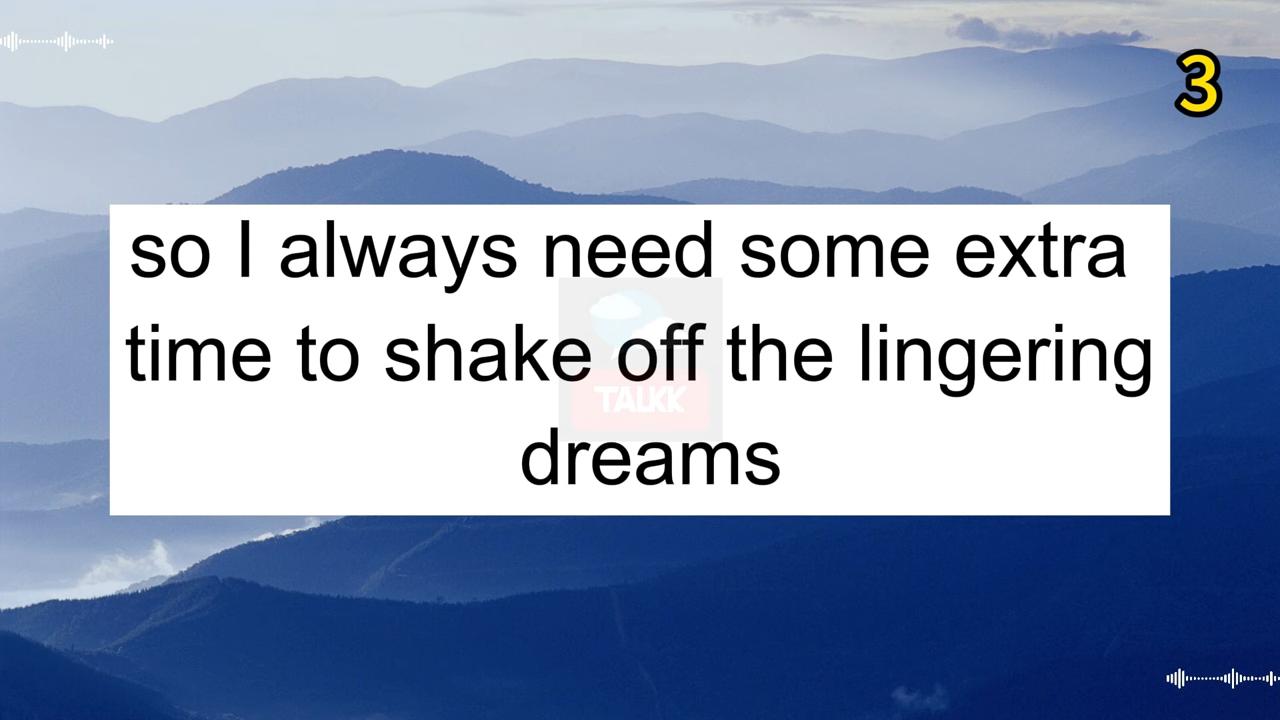 3
so I always need some extra
time to shake off the lingering
TALKK
dreams